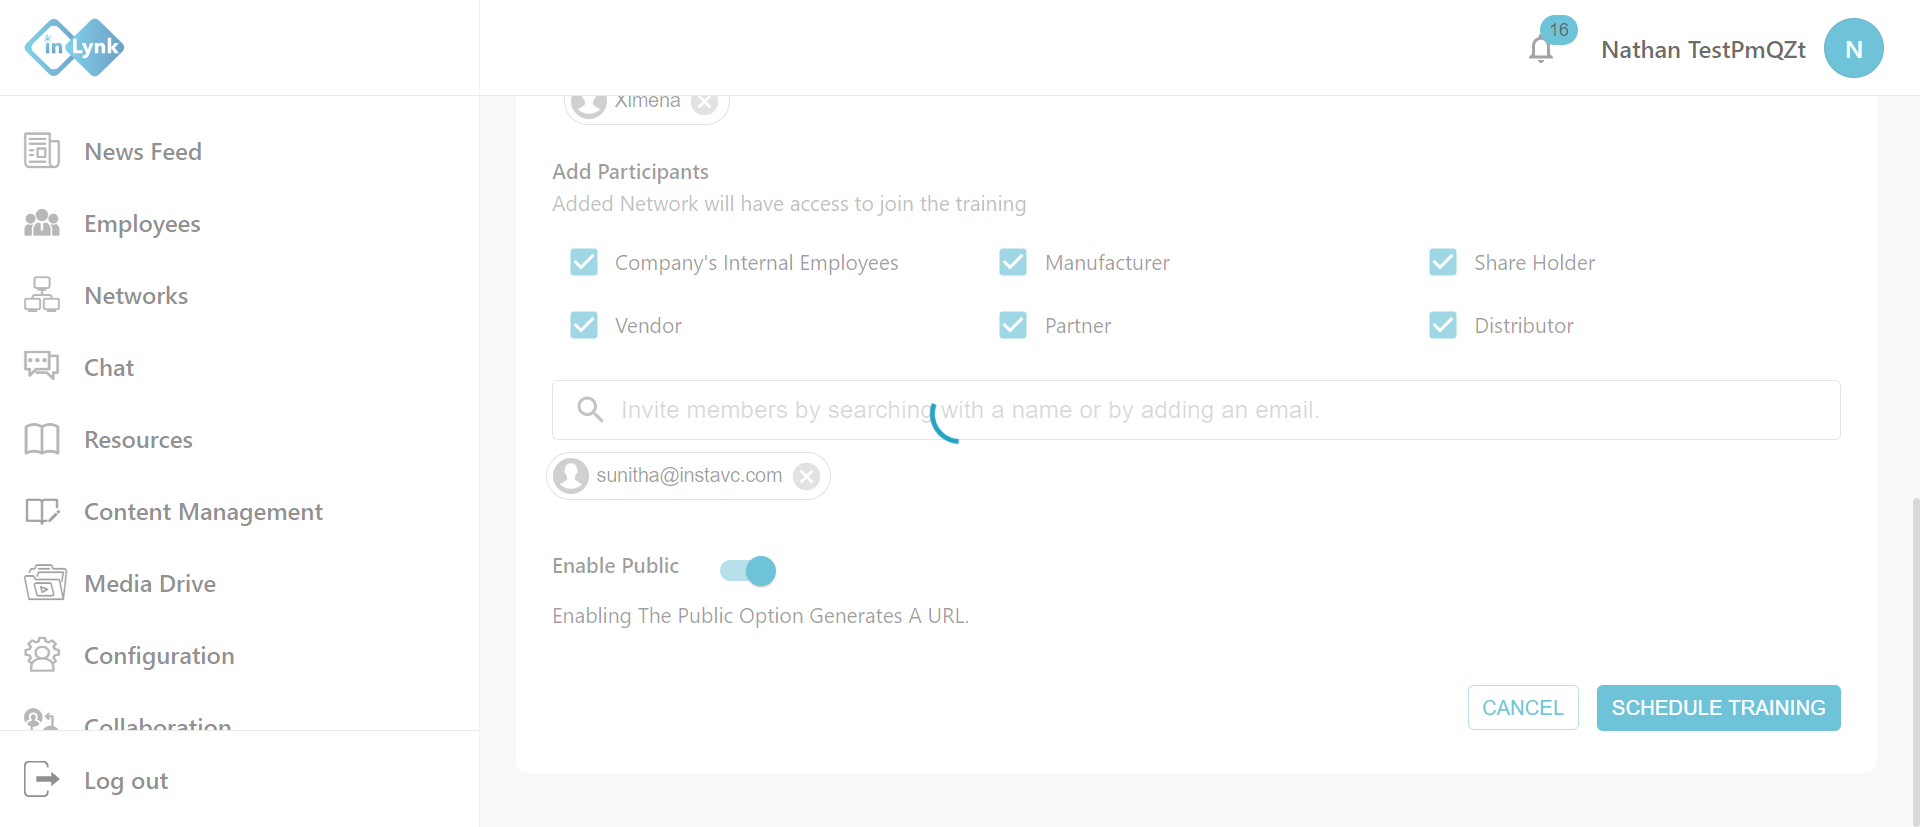 inLynk
16
Nathan TestPmQZt
N
News Feed
Employees
Networks
Chat
Resources
Content Management
Media Drive
Configuration
Collaboration
Log out
Ximena
Add Participants
Added Network will have access to join the training
Company's Internal Employees
Manufacturer
Share Holder
Vendor
Partner
Distributor
Invite members by searching with a name or by adding an email.
sunitha@instavc.com
Enable Public
Enabling The Public Option Generates A URL.
CANCEL
SCHEDULE TRAINING